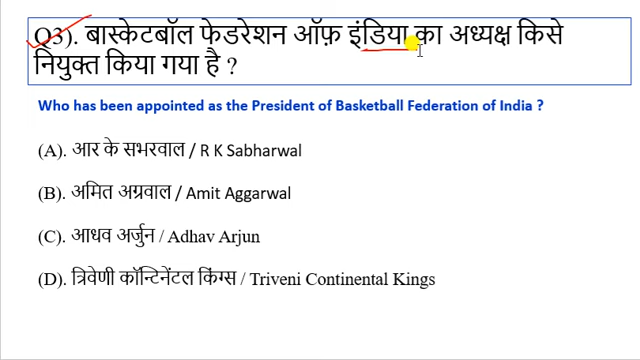 Q3). बास्केटबॉल फेडरेशन ऑफ़ इंडिया का अध्यक्ष किसे
नियुक्त किया गया है ?
Who has been appointed as the President of Basketball Federation of India ?
(A). आर के सभरवाल / R K Sabharwal
(B). अमित अग्रवाल / Amit Aggarwal
(C). आधव अर्जुन / Adhav Arjun
(D). त्रिवेणी कॉन्टिनेंटल किंग्स / Triveni Continental Kings